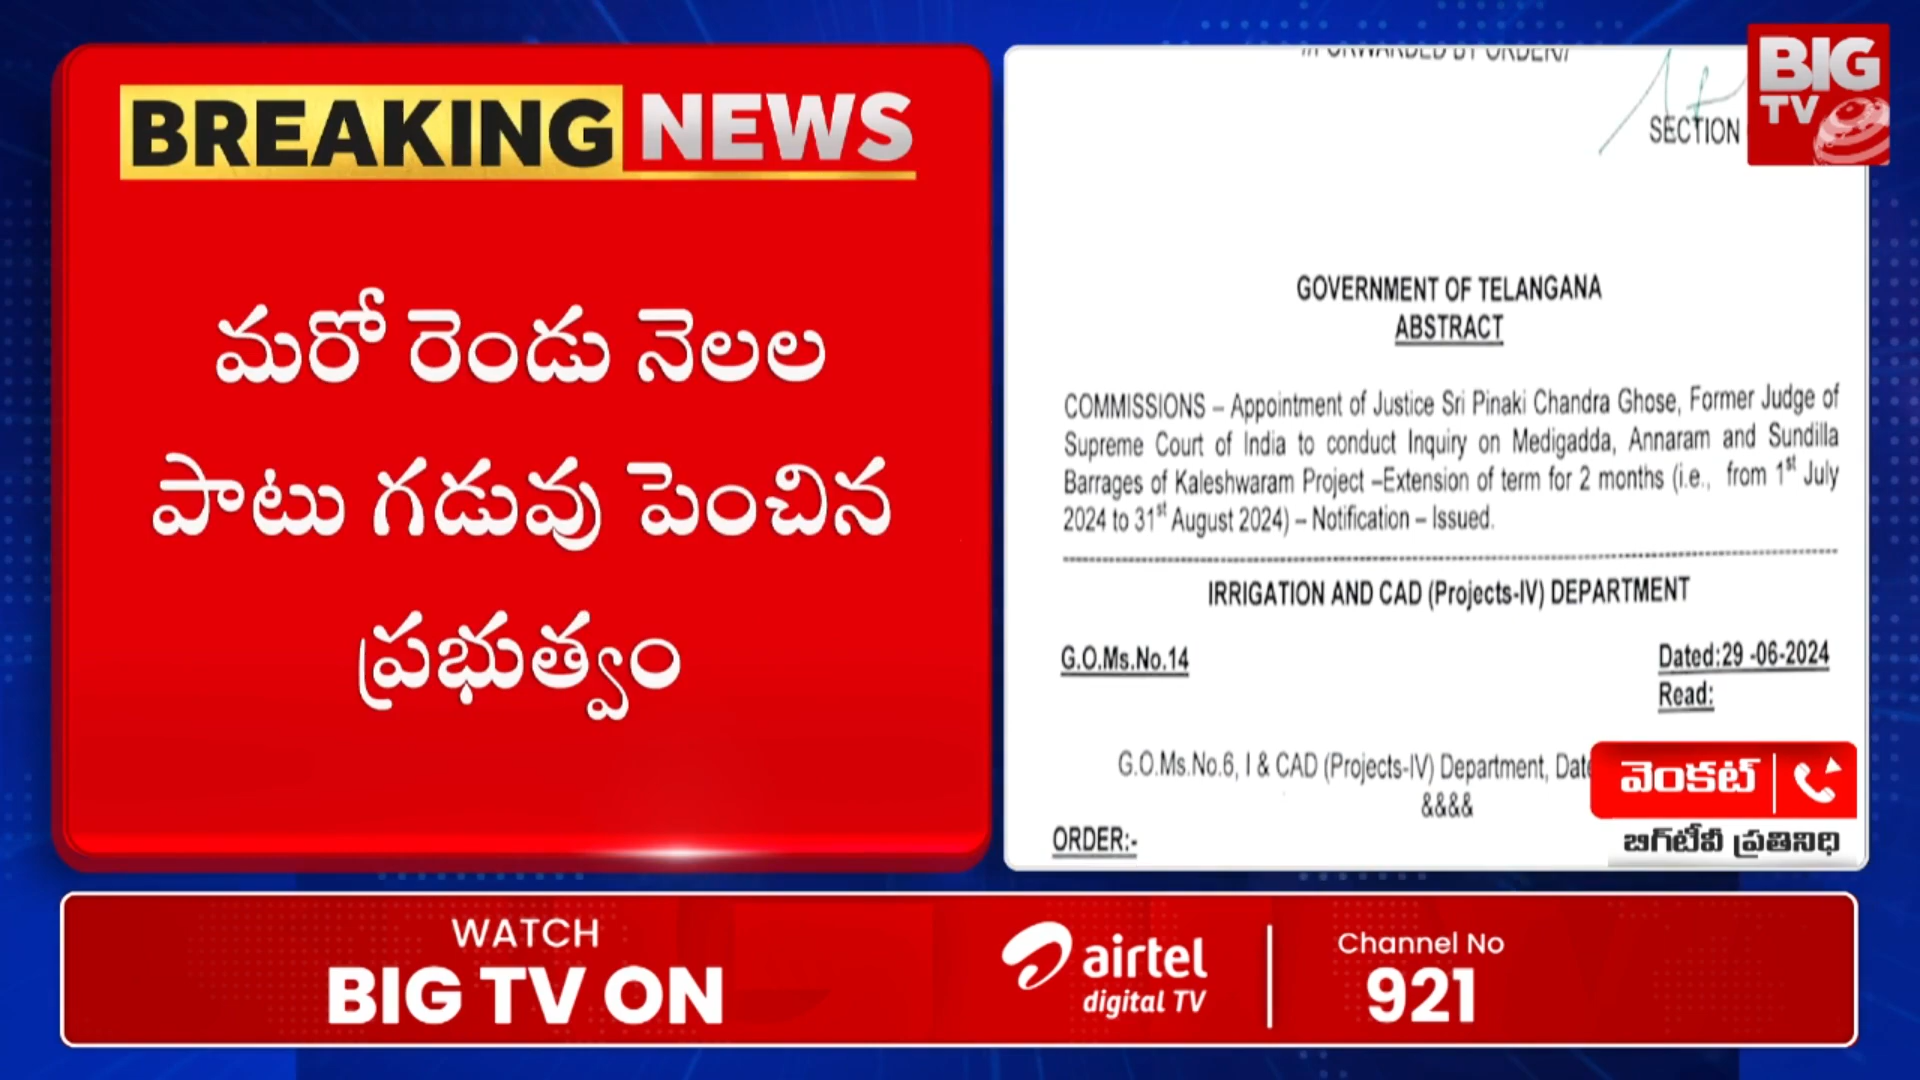 BREAKING NEWS
మరో రెండు నెలల
పాటు గడువు పెంచిన
ప్రభుత్వం
//FORWARDED BY ORDER//
SECTION
BIG
TV
GOVERNMENT OF TELANGANA
ABSTRACT
COMMISSIONS – Appointment of Justice Sri Pinaki Chandra Ghose, Former Judge of
Supreme Court of India to conduct Inquiry on Medigadda, Annaram and Sundilla
Barrages of Kaleshwaram Project –Extension of term for 2 months (i.e., from 1st July
2024 to 31st August 2024) – Notification – Issued.
IRRIGATION AND CAD (Projects-IV) DEPARTMENT
G.O.Ms.No.14
Dated:29 -06-2024
Read:
G.O.Ms.No.6, I & CAD (Projects-IV) Department, Date
&&&&
ORDER:-
వెంకట్
బిగ్‌టీవీ ప్రతినిధి
WATCH
BIG TV ON
airtel
digital TV
Channel No
921